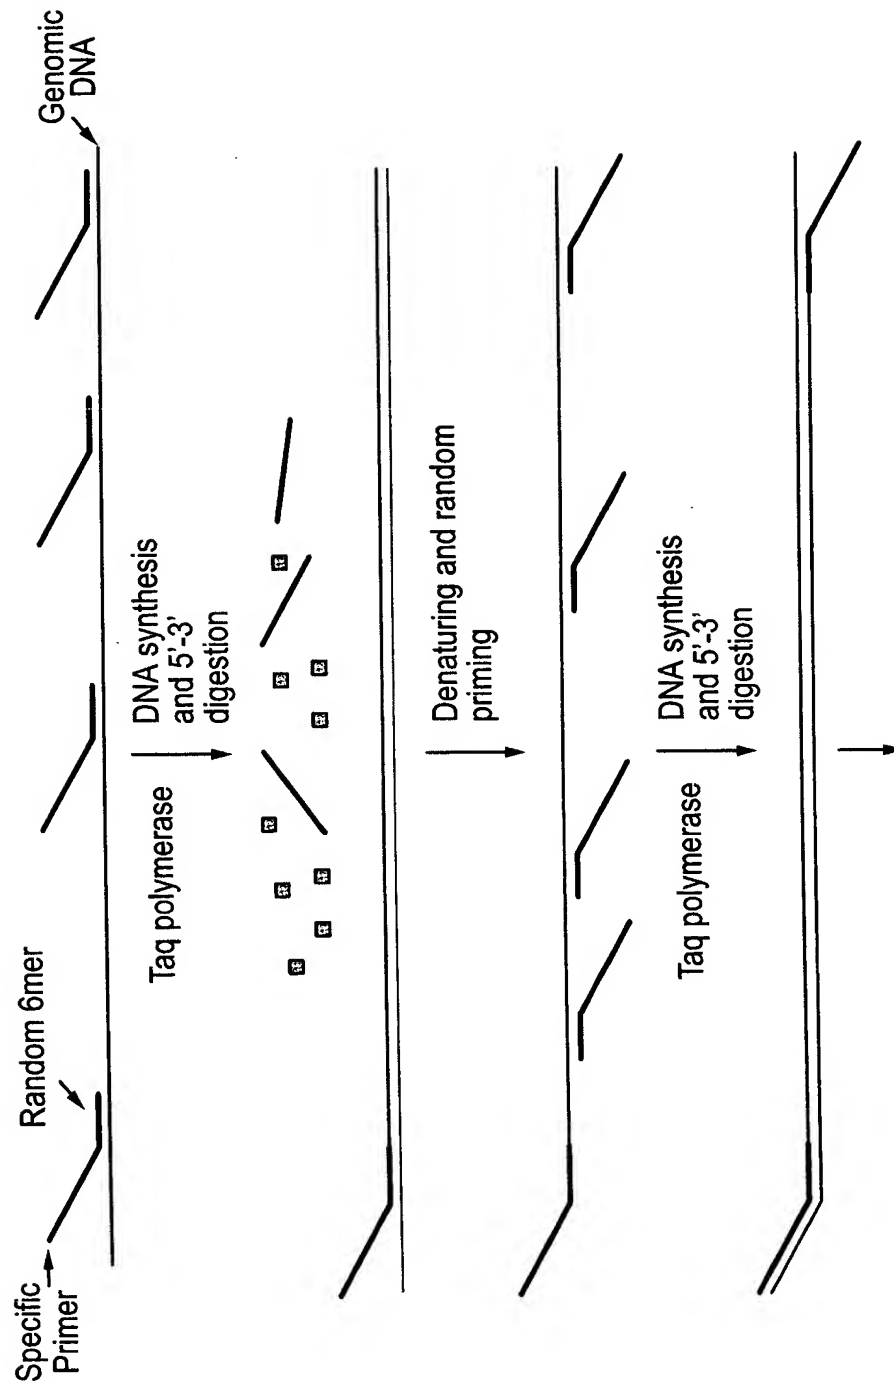 Specific
Primer
Random 6mer
Genomic
DNA
Taq polymerase
DNA synthesis
and 5'-3'
digestion
Denaturing and random
priming
Taq polymerase
DNA synthesis
and 5'-3'
digestion